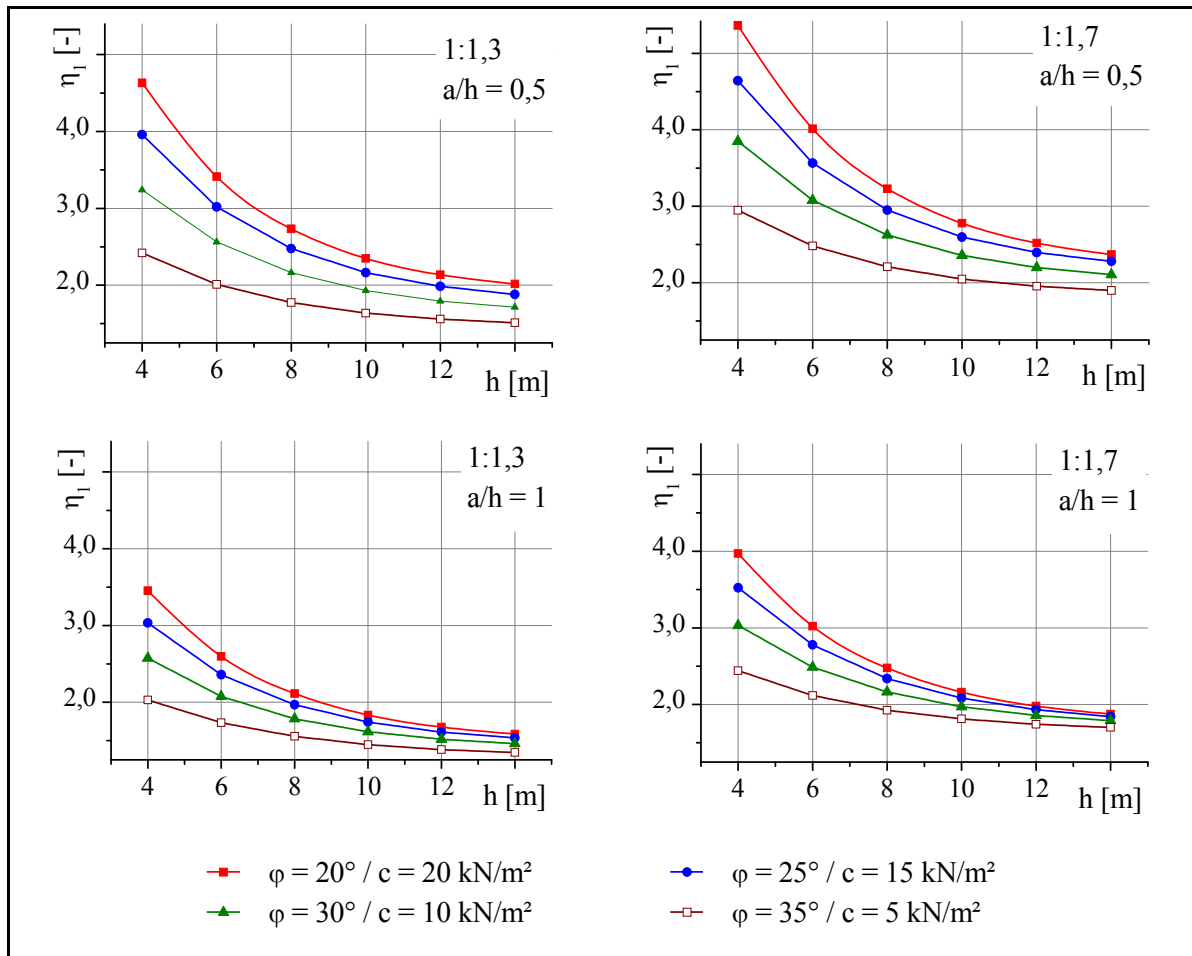 η₁ [-]
1:1,3
a/h = 0,5
4,0
3,0
2,0
4 6 8 10 12 h [m]
η₁ [-]
1:1,7
a/h = 0,5
4,0
3,0
2,0
4 6 8 10 12 h [m]
η₁ [-]
1:1,3
a/h = 1
4,0
3,0
2,0
4 6 8 10 12 h [m]
η₁ [-]
1:1,7
a/h = 1
4,0
3,0
2,0
4 6 8 10 12 h [m]
φ = 20° / c = 20 kN/m²
φ = 25° / c = 15 kN/m²
φ = 30° / c = 10 kN/m²
φ = 35° / c = 5 kN/m²